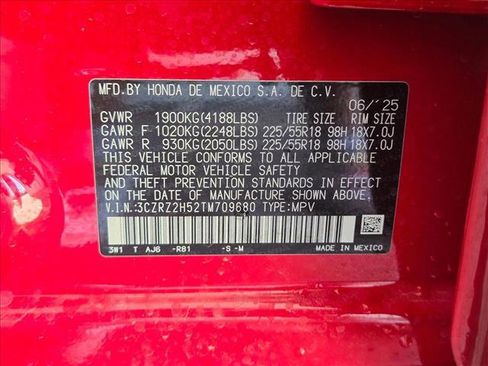 MFD.BY HONDA DE MEXICO S.A. DE C.V.
06/'25
GVWR 1900KG(4188LBS) TIRE SIZE RIM SIZE
GAWR F 1020KG(2248LBS) 225/55R18 98H 18X7.0J
GAWR R 930KG(2050LBS) 225/55R18 98H 18X7.0J
THIS VEHICLE CONFORMS TO ALL APPLICABLE
FEDERAL MOTOR VEHICLE SAFETY
AND THEFT PREVENTION STANDARDS IN EFFECT
ON THE DATE OF MANUFACTURE SHOWN ABOVE.
V.I.N.:3CZRZ2H52TM709680 TYPE:MPV
3W1 T AJ6 -R81 -S -M MADE IN MEXICO